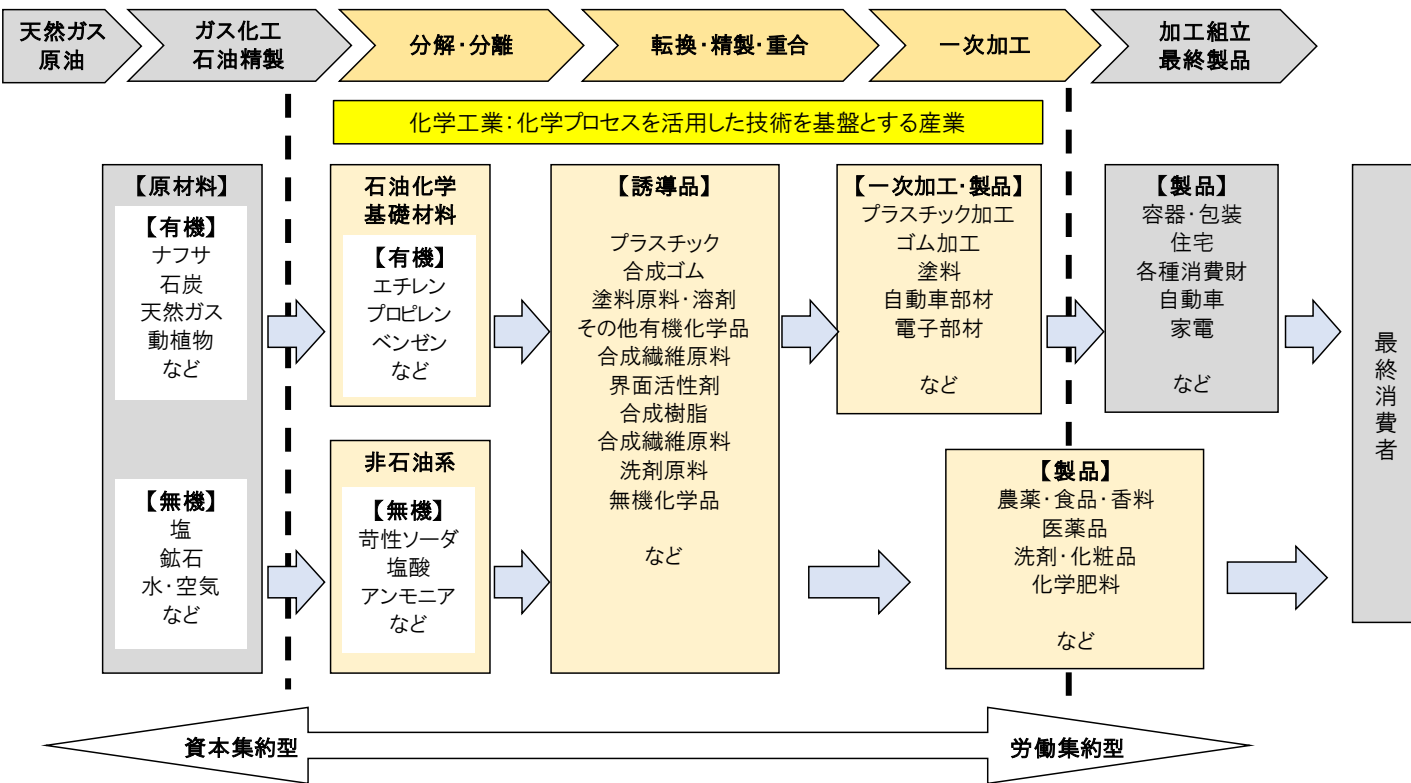 天然ガス
原油
ガス化工
石油精製
分解・分離
転換・精製・重合
一次加工
加工組立
最終製品
化学工業：化学プロセスを活用した技術を基盤とする産業
【原材料】
【有機】
ナフサ
石炭
天然ガス
動植物
など
【無機】
塩
鉱石
水・空気
など
石油化学
基礎材料
【有機】
エチレン
プロピレン
ベンゼン
など
非石油系
【無機】
苛性ソーダ
塩酸
アンモニア
など
【誘導品】
プラスチック
合成ゴム
塗料原料・溶剤
その他有機化学品
合成繊維原料
界面活性剤
合成樹脂
合成繊維原料
洗剤原料
無機化学品
など
【一次加工・製品】
プラスチック加工
ゴム加工
塗料
自動車部材
電子部材
など
【製品】
容器・包装
住宅
各種消費財
自動車
家電
など
【製品】
農薬・食品・香料
医薬品
洗剤・化粧品
化学肥料
など
最終消費者
資本集約型
労働集約型